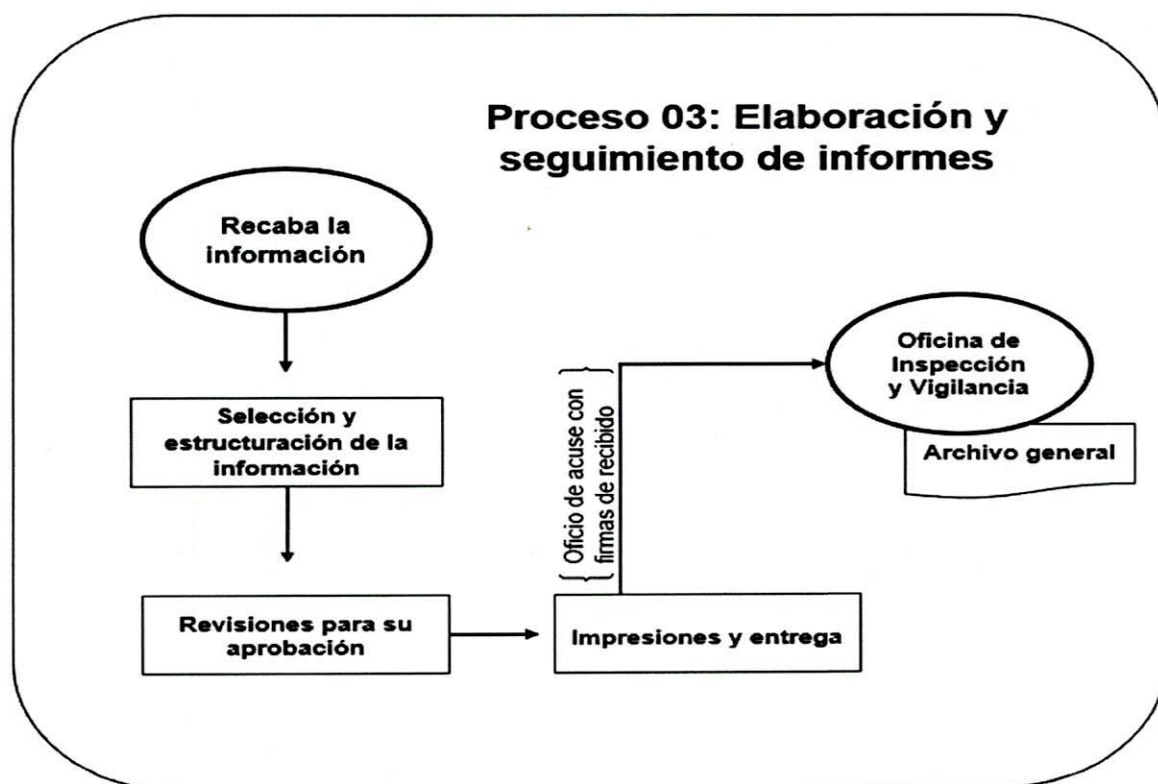 Proceso 03: Elaboración y
seguimiento de informes
Recaba la
información
Selección y
estructuración de la
información
Revisiones para su
aprobación
Impresiones y entrega
Oficio de acuse con
firmas de recibido
Oficina de
Inspección
y Vigilancia
Archivo general